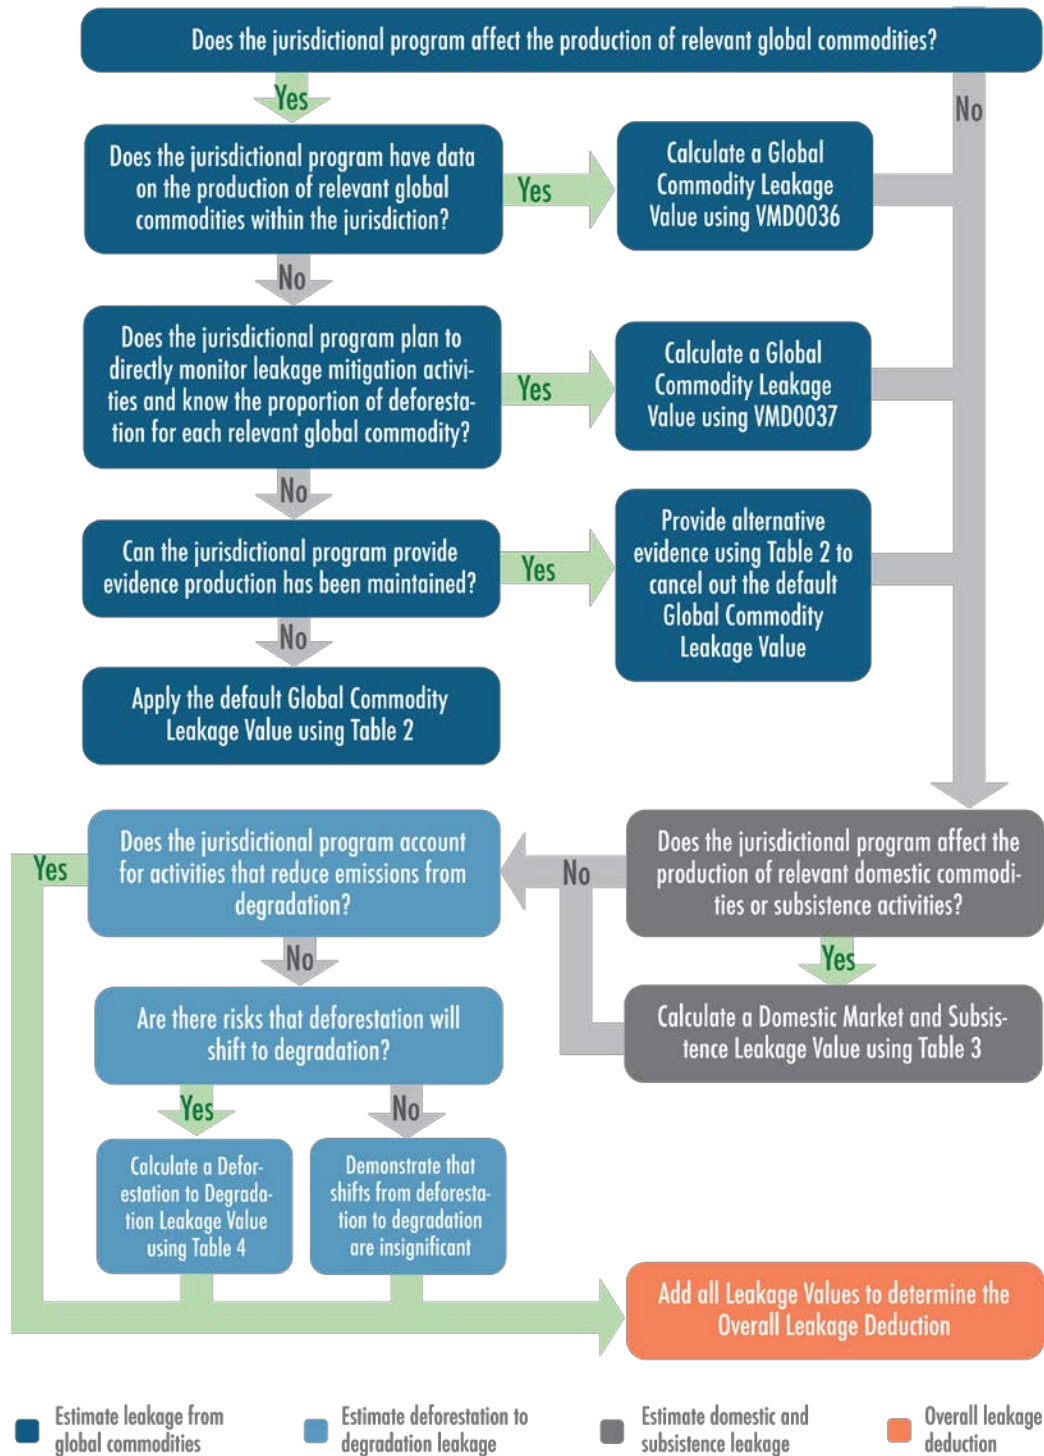 Does the jurisdictional program affect the production of relevant global commodities?
Yes
No
Does the jurisdictional program have data
on the production of relevant global
commodities within the jurisdiction?
Yes
Calculate a Global
Commodity Leakage
Value using VMD0036
No
Does the jurisdictional program plan to
directly monitor leakage mitigation activi-
ties and know the proportion of deforesta-
tion for each relevant global commodity?
Yes
Calculate a Global
Commodity Leakage
Value using VMD0037
No
Can the jurisdictional program provide
evidence production has been maintained?
Yes
Provide alternative
evidence using Table 2 to
cancel out the default
Global Commodity
Leakage Value
No
Apply the default Global Commodity
Leakage Value using Table 2
Does the jurisdictional program affect the
production of relevant domestic commodi-
ties or subsistence activities?
No
Yes
Calculate a Domestic Market and Subsis-
tence Leakage Value using Table 3
Does the jurisdictional program account
for activities that reduce emissions from
degradation?
Yes
No
Are there risks that deforestation will
shift to degradation?
Yes
No
Calculate a Defor-
estation to Degrada-
tion Leakage Value
using Table 4
Demonstrate that
shifts from deforesta-
tion to degradation
are insignificant
Add all Leakage Values to determine the
Overall Leakage Deduction
Estimate leakage from
global commodities
Estimate deforestation to
degradation leakage
Estimate domestic and
subsistence leakage
Overall leakage
deduction